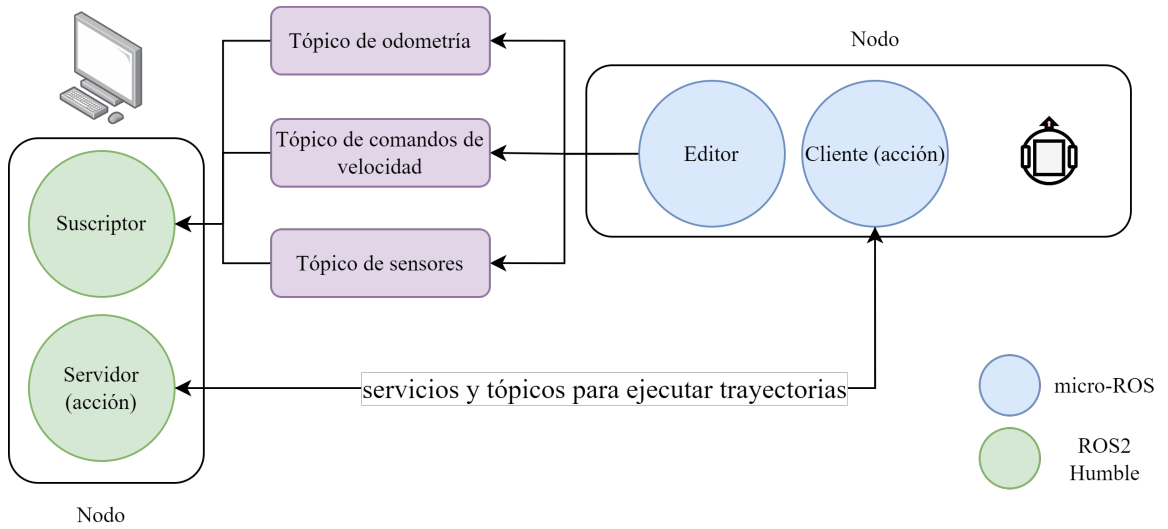 Tópico de odometría
Nodo
Tópico de comandos de
velocidad
Editor
Cliente (acción)
Suscriptor
Tópico de sensores
Servidor
(acción)
servicios y tópicos para ejecutar trayectorias
micro-ROS
ROS2
Humble
Nodo